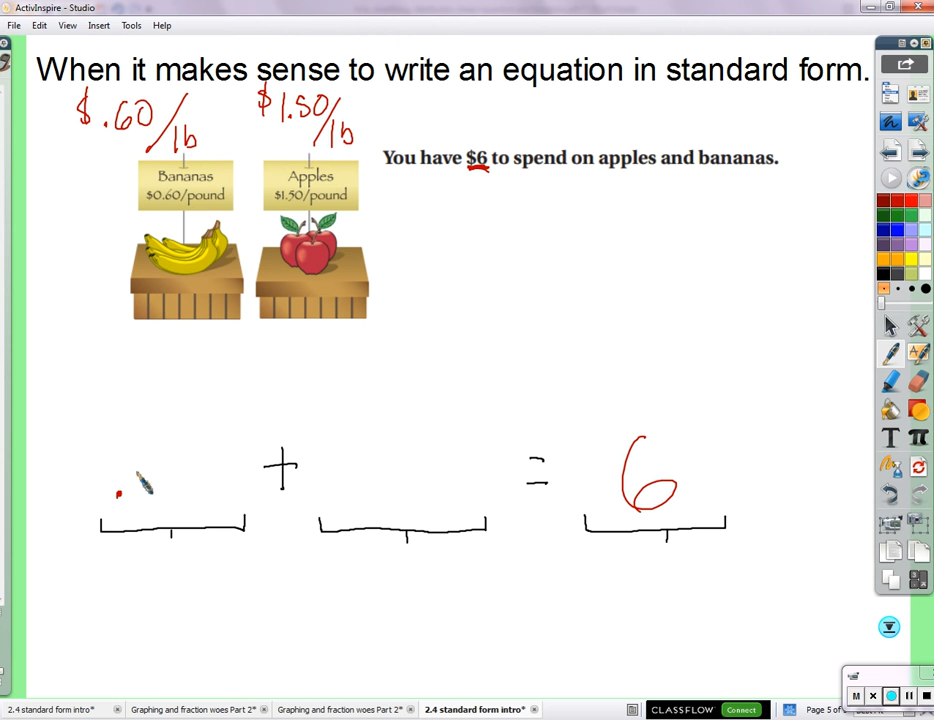 ActivInspire - Studio
File Edit View Insert Tools Help
When it makes sense to write an equation in standard form.
$.60/lb $1.50/lb
You have $6 to spend on apples and bananas.
Bananas
$0.60/pound
Apples
$1.50/pound
. + = 6
2.4 standard form intro* Graphing and fraction woes Part 2* Graphing and fraction woes Part 2* 2.4 standard form intro* CLASSFLOW Connect Page 5 of
M